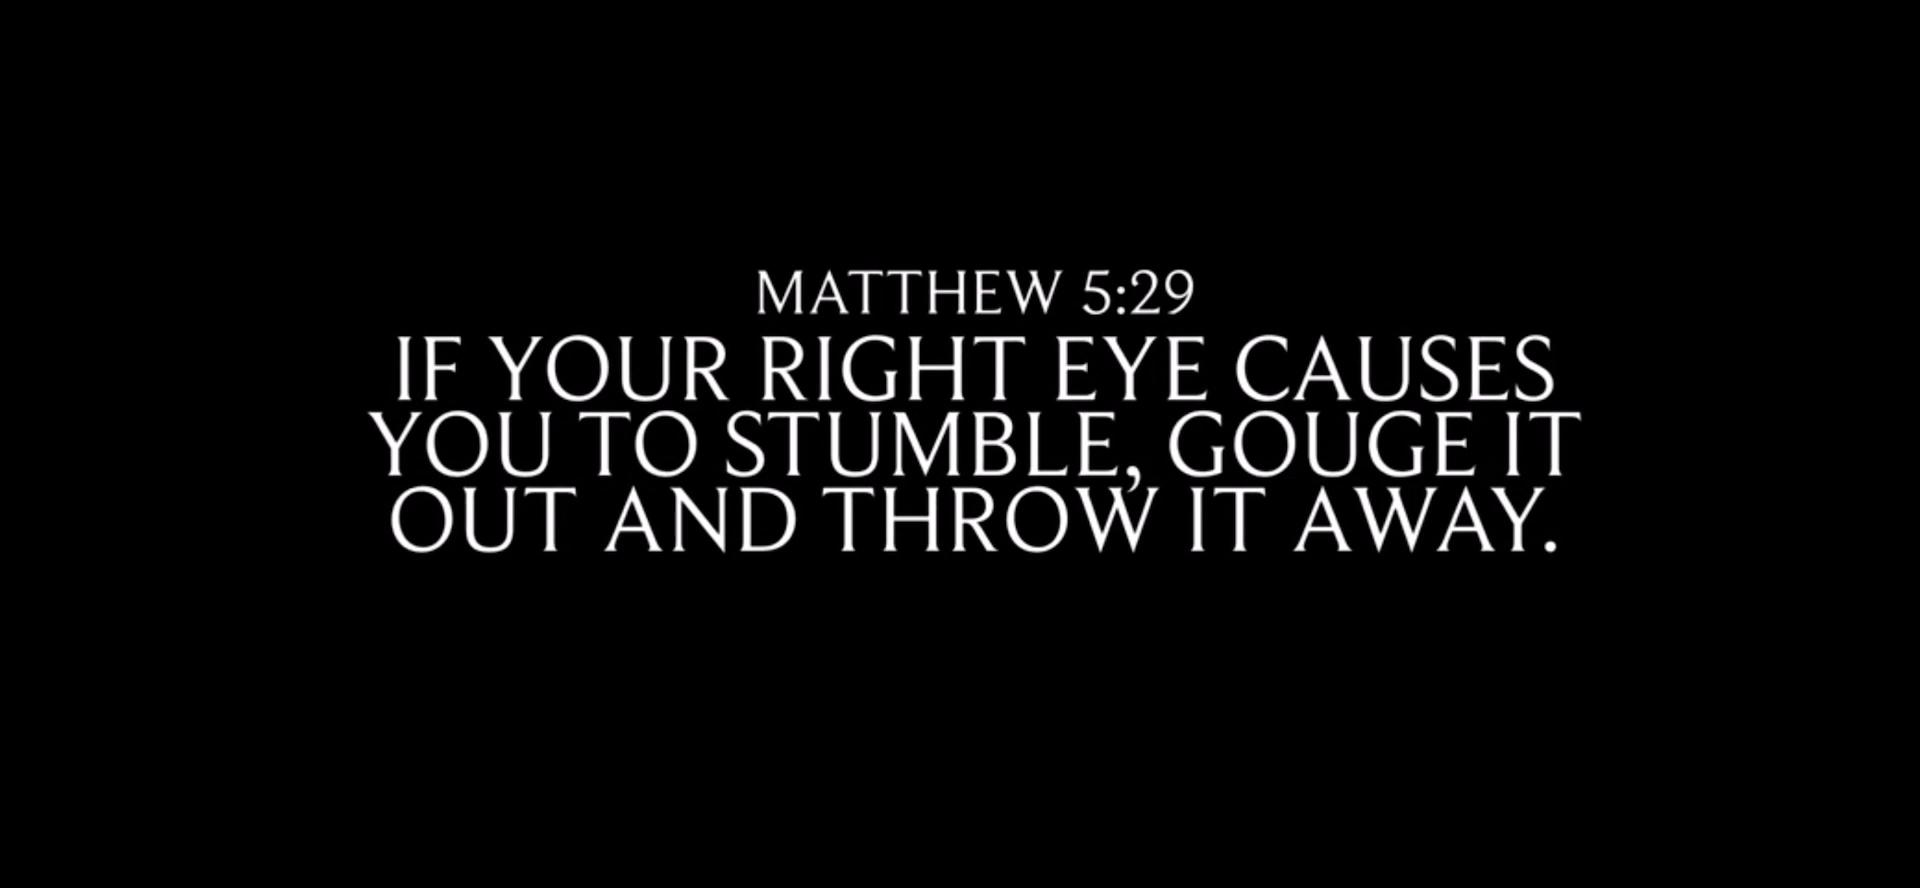 MATTHEW 5:29
IF YOUR RIGHT EYE CAUSES
YOU TO STUMBLE, GOUGE IT
OUT AND THROW IT AWAY.